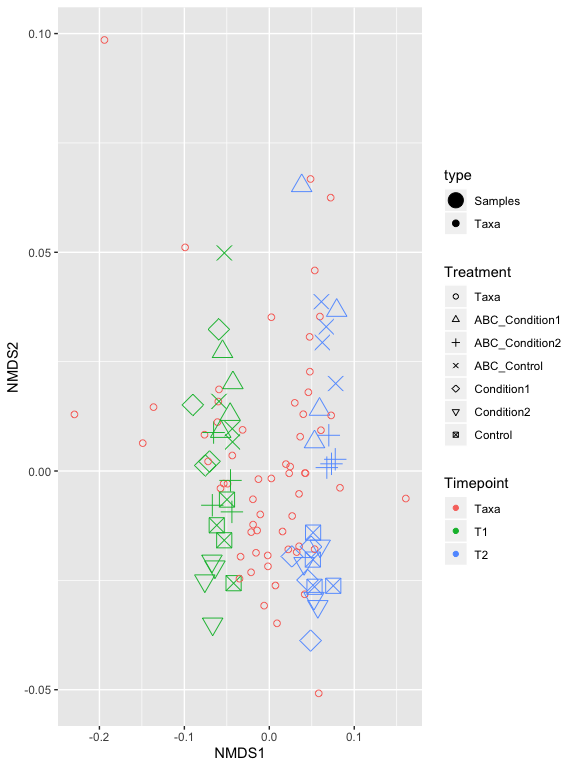 0.10
0.05
0.00
-0.05
NMDS2
-0.2
-0.1
0.0
0.1
NMDS1
type
Samples
Taxa
Treatment
Taxa
ABC_Condition1
ABC_Condition2
ABC_Control
Condition1
Condition2
Control
Timepoint
Taxa
T1
T2